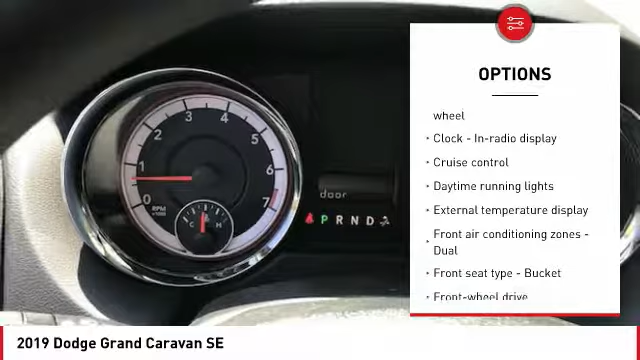 OPTIONS
wheel
• Clock - In-radio display
• Cruise control
• Daytime running lights
• External temperature display
• Front air conditioning zones -
Dual
• Front seat type - Bucket
Front-wheel drive
0 1 2 3 4 5 6 7
RPM
x1000
C H
door
P R N D
2019 Dodge Grand Caravan SE